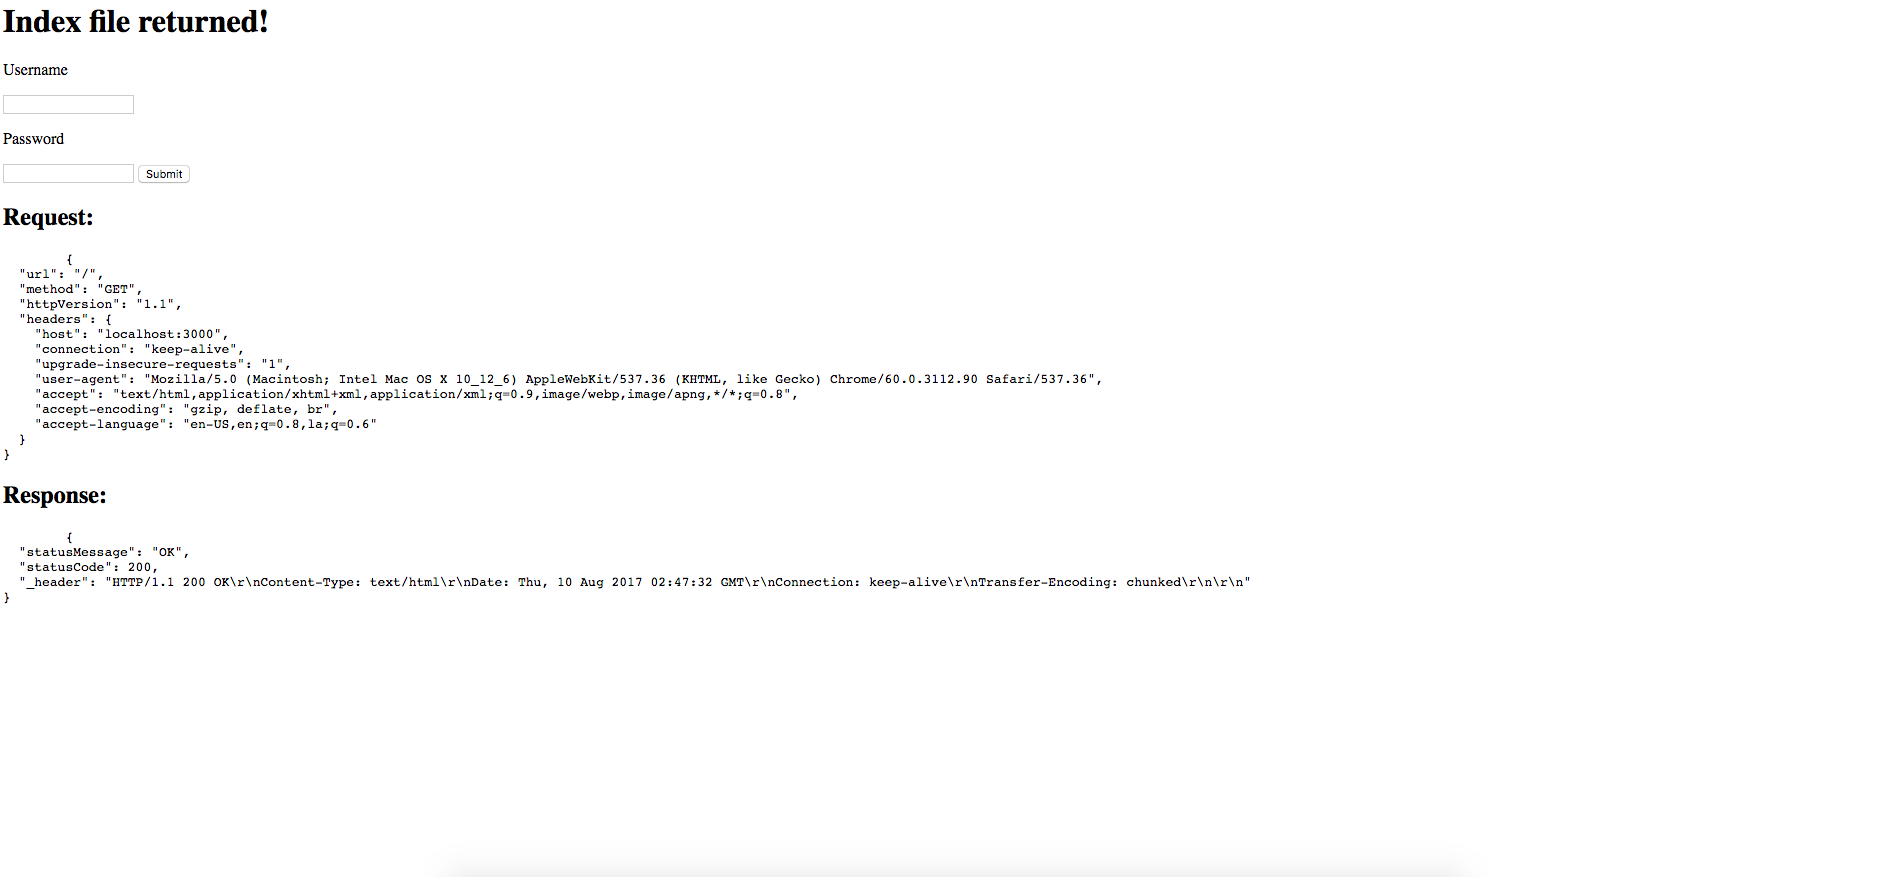 Index file returned!
Username
Password
Submit
Request:
{
"url": "/",
"method": "GET",
"httpVersion": "1.1",
"headers": {
"host": "localhost:3000",
"connection": "keep-alive",
"upgrade-insecure-requests": "1",
"user-agent": "Mozilla/5.0 (Macintosh; Intel Mac OS X 10_12_6) AppleWebKit/537.36 (KHTML, like Gecko) Chrome/60.0.3112.90 Safari/537.36",
"accept": "text/html,application/xhtml+xml,application/xml;q=0.9,image/webp,image/apng,*/*;q=0.8",
"accept-encoding": "gzip, deflate, br",
"accept-language": "en-US,en;q=0.8,la;q=0.6"
}
}
Response:
{
"statusMessage": "OK",
"statusCode": 200,
"_header": "HTTP/1.1 200 OK\r\nContent-Type: text/html\r\nDate: Thu, 10 Aug 2017 02:47:32 GMT\r\nConnection: keep-alive\r\nTransfer-Encoding: chunked\r\n\r\n"
}